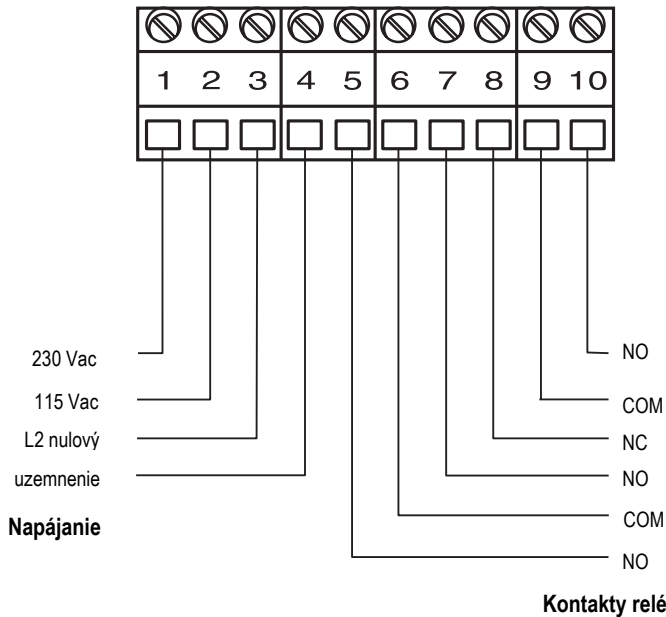 1 2 3 4 5 6 7 8 9 10
230 Vac
115 Vac
L2 nulový
uzemnenie
Napájanie
NO
COM
NC
NO
COM
NO
Kontakty relé